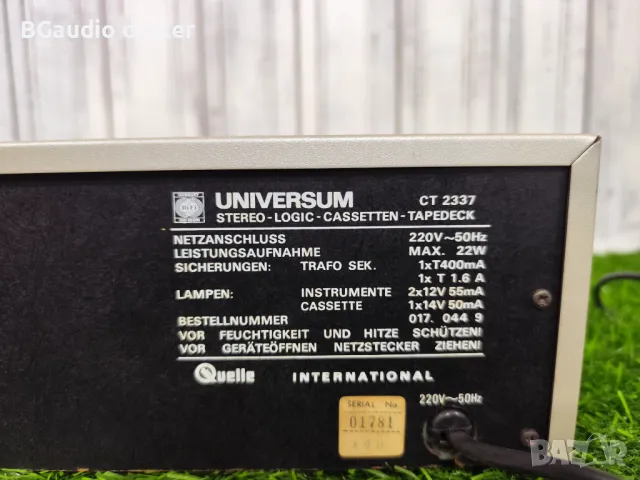 BGaudio dealer
UNIVERSUM CT 2337
STEREO-LOGIC-CASSETTEN-TAPEDECK
NETZANSCHLUSS 220V~50Hz
LEISTUNGSAUFNAHME MAX. 22W
SICHERUNGEN: TRAFO SEK. 1xT400mA
1x T 1.6 A
LAMPEN: INSTRUMENTE 2x12V 55mA
CASSETTE 1x14V 50mA
BESTELLNUMMER 017. 044 9
VOR FEUCHTIGKEIT UND HITZE SCHÜTZEN!
VOR GERÄTEÖFFNEN NETZSTECKER ZIEHEN!
Quelle INTERNATIONAL
220V~50Hz
SERIAL No.
01781
BAZAR